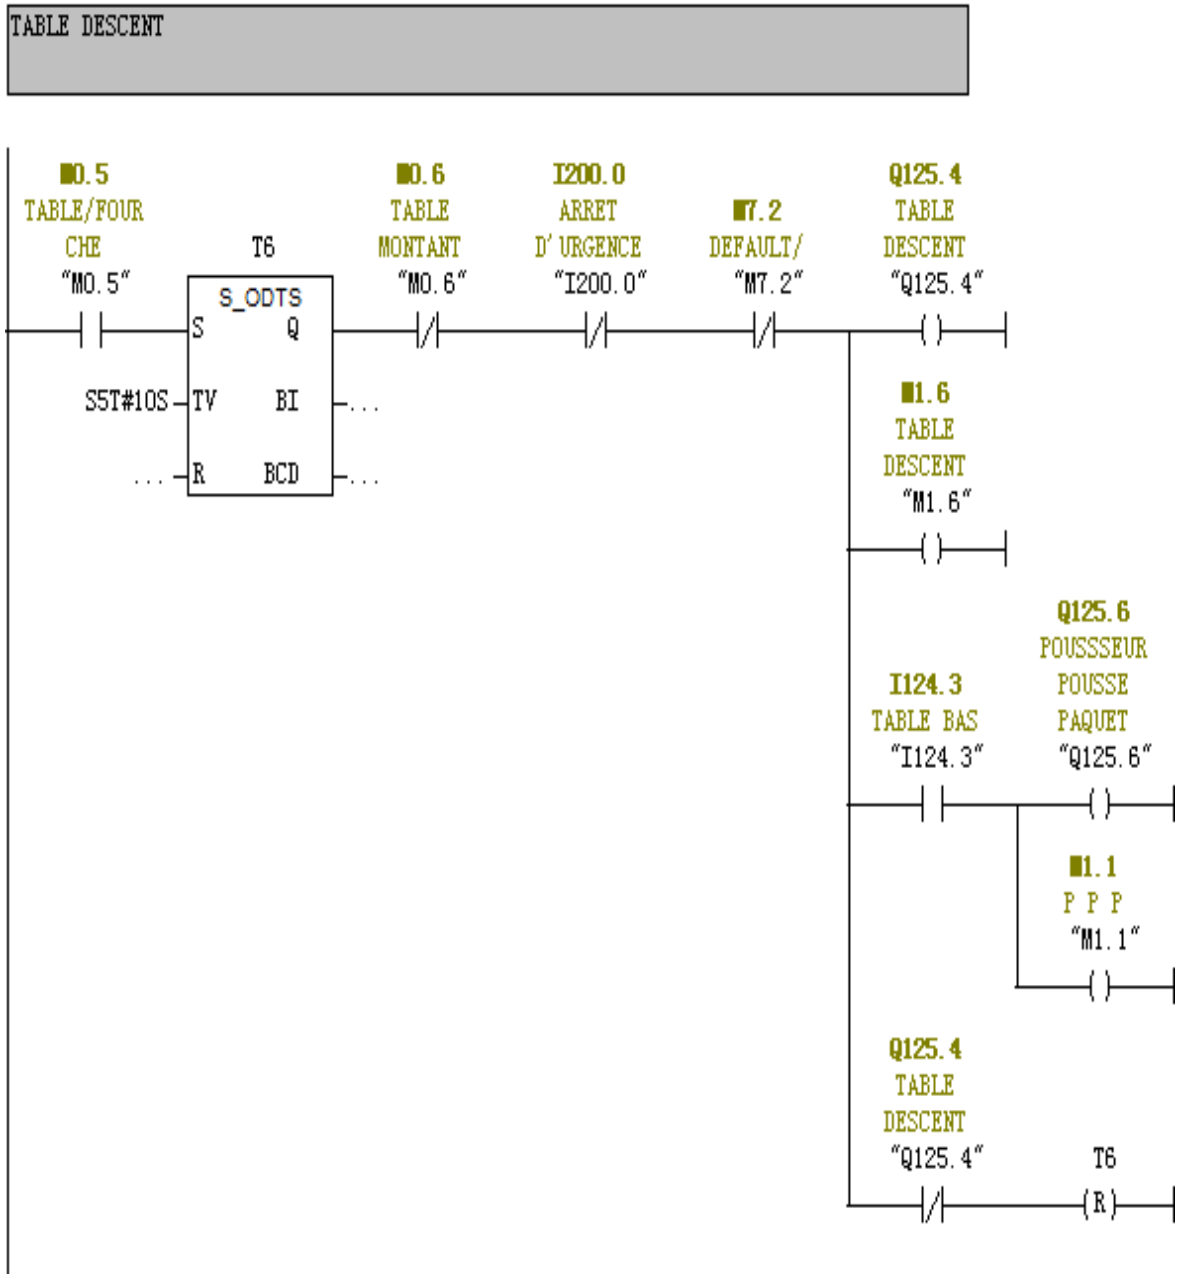 TABLE DESCENT
M0.5
TABLE/FOUR
CHE
"M0.5"
T6
S_ODTS
S
Q
S5T#10S
TV
BI
...
...
R
BCD
...
M0.6
TABLE
MONTANT
"M0.6"
I200.0
ARRET
D'URGENCE
"I200.0"
M7.2
DEFAULT/
"M7.2"
Q125.4
TABLE
DESCENT
"Q125.4"
M1.6
TABLE
DESCENT
"M1.6"
I124.3
TABLE BAS
"I124.3"
Q125.6
POUSSSEUR
POUSSE
PAQUET
"Q125.6"
M1.1
P P P
"M1.1"
Q125.4
TABLE
DESCENT
"Q125.4"
T6
R